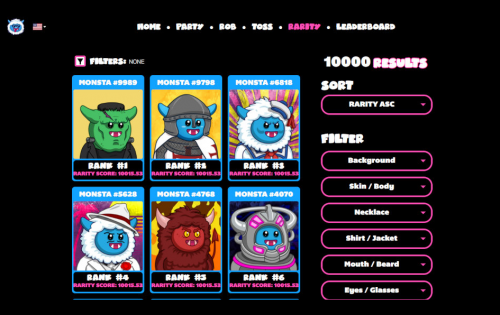 HOME • PARTY • ROB • TOSS • RARITY • LEADERBOARD
FILTERS: NONE
10000 RESULTS
SORT
RARITY ASC
FILTER
Background
Skin / Body
Necklace
Shirt / Jacket
Mouth / Beard
Eyes / Glasses
MONSTA #9989
RANK #1
RARITY SCORE: 10015.53
MONSTA #9798
RANK #2
RARITY SCORE: 10015.53
MONSTA #6818
RANK #3
RARITY SCORE: 10015.53
MONSTA #5628
RANK #4
RARITY SCORE: 10015.53
MONSTA #4768
RANK #5
RARITY SCORE: 10015.53
MONSTA #4070
RANK #6
RARITY SCORE: 10015.53